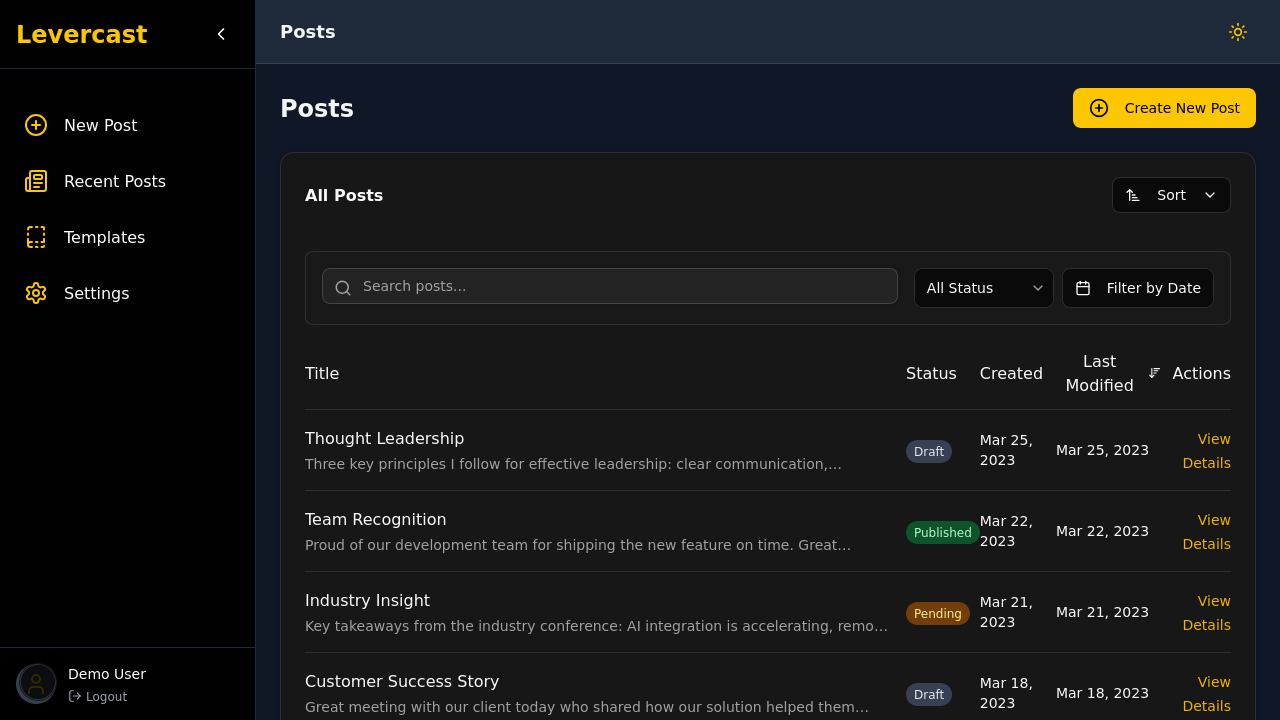 Levercast
New Post
Recent Posts
Templates
Settings
Demo User
Logout
Posts
Posts
Create New Post
All Posts
Sort
Search posts...
All Status
Filter by Date
Title
Status
Created
Last
Modified
Actions
Thought Leadership
Three key principles I follow for effective leadership: clear communication,...
Draft
Mar 25,
2023
Mar 25, 2023
View
Details
Team Recognition
Proud of our development team for shipping the new feature on time. Great...
Published
Mar 22,
2023
Mar 22, 2023
View
Details
Industry Insight
Key takeaways from the industry conference: AI integration is accelerating, remo...
Pending
Mar 21,
2023
Mar 21, 2023
View
Details
Customer Success Story
Great meeting with our client today who shared how our solution helped them...
Draft
Mar 18,
2023
Mar 18, 2023
View
Details